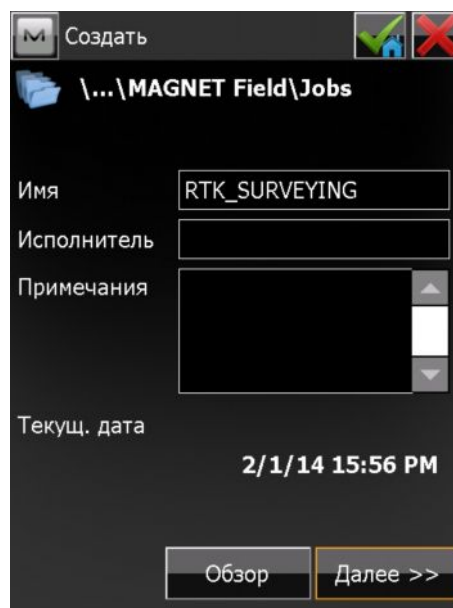 Создать
\...\MAGNET Field\Jobs
Имя RTK_SURVEYING
Исполнитель
Примечания
Текущ. дата
2/1/14 15:56 PM
Обзор Далее >>